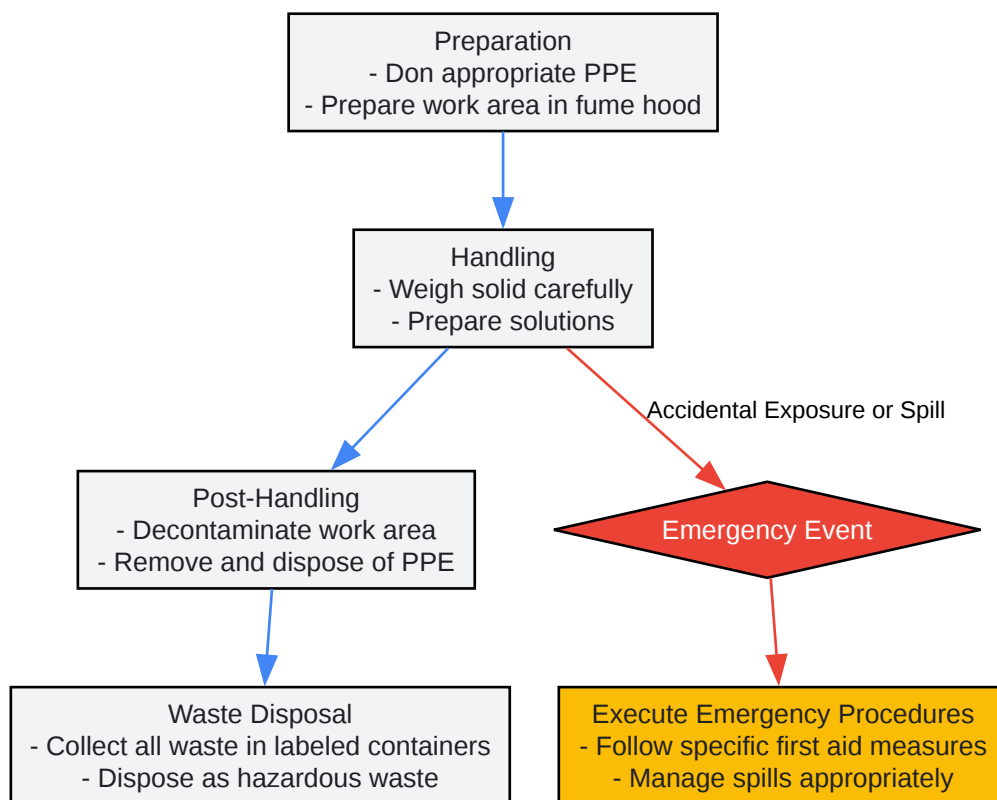 Preparation
- Don appropriate PPE
- Prepare work area in fume hood
Handling
- Weigh solid carefully
- Prepare solutions
Accidental Exposure or Spill
Post-Handling
- Decontaminate work area
- Remove and dispose of PPE
Emergency Event
Waste Disposal
- Collect all waste in labeled containers
- Dispose as hazardous waste
Execute Emergency Procedures
- Follow specific first aid measures
- Manage spills appropriately